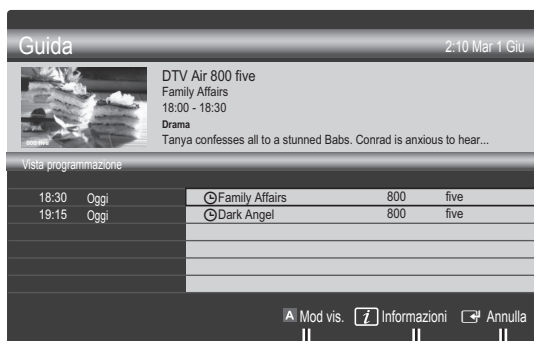 Guida 2:10 Mar 1 Giu
DTV Air 800 five
Family Affairs
18:00 - 18:30
Drama
Tanya confesses all to a stunned Babs. Conrad is anxious to hear...
800 five
Vista programmazione
18:30 Oggi Family Affairs 800 five
19:15 Oggi Dark Angel 800 five
A Mod vis. i Informazioni Annulla